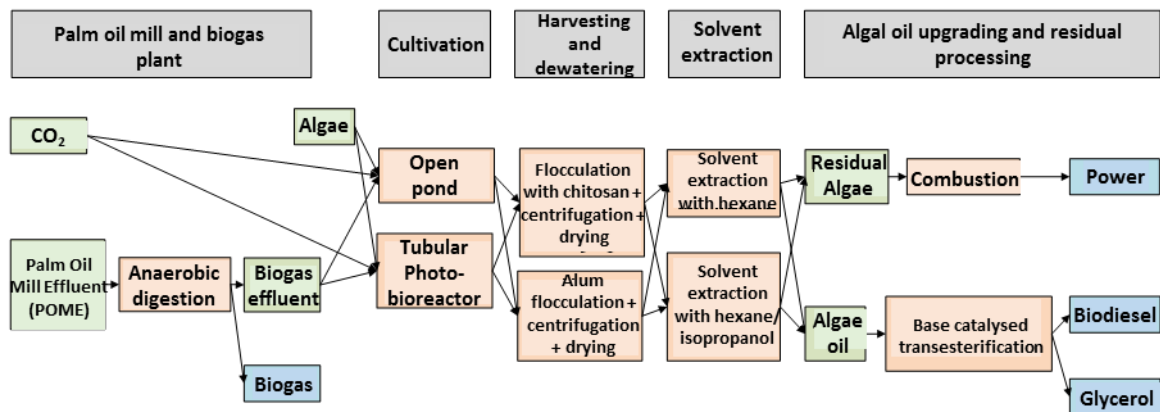 Palm oil mill and biogas
plant
Cultivation
Harvesting
and
dewatering
Solvent
extraction
Algal oil upgrading and residual
processing
CO₂
Algae
Open
pond
Flocculation
with chitosan +
centrifugation +
drying
Solvent
extraction
with hexane
Residual
Algae
Combustion
Power
Palm Oil
Mill Effluent
(POME)
Anaerobic
digestion
Biogas
effluent
Tubular
Photo-
bioreactor
Alum
flocculation +
centrifugation
+ drying
Solvent
extraction
with hexane/
isopropanol
Algae
oil
Base catalysed
transesterification
Biodiesel
Biogas
Glycerol